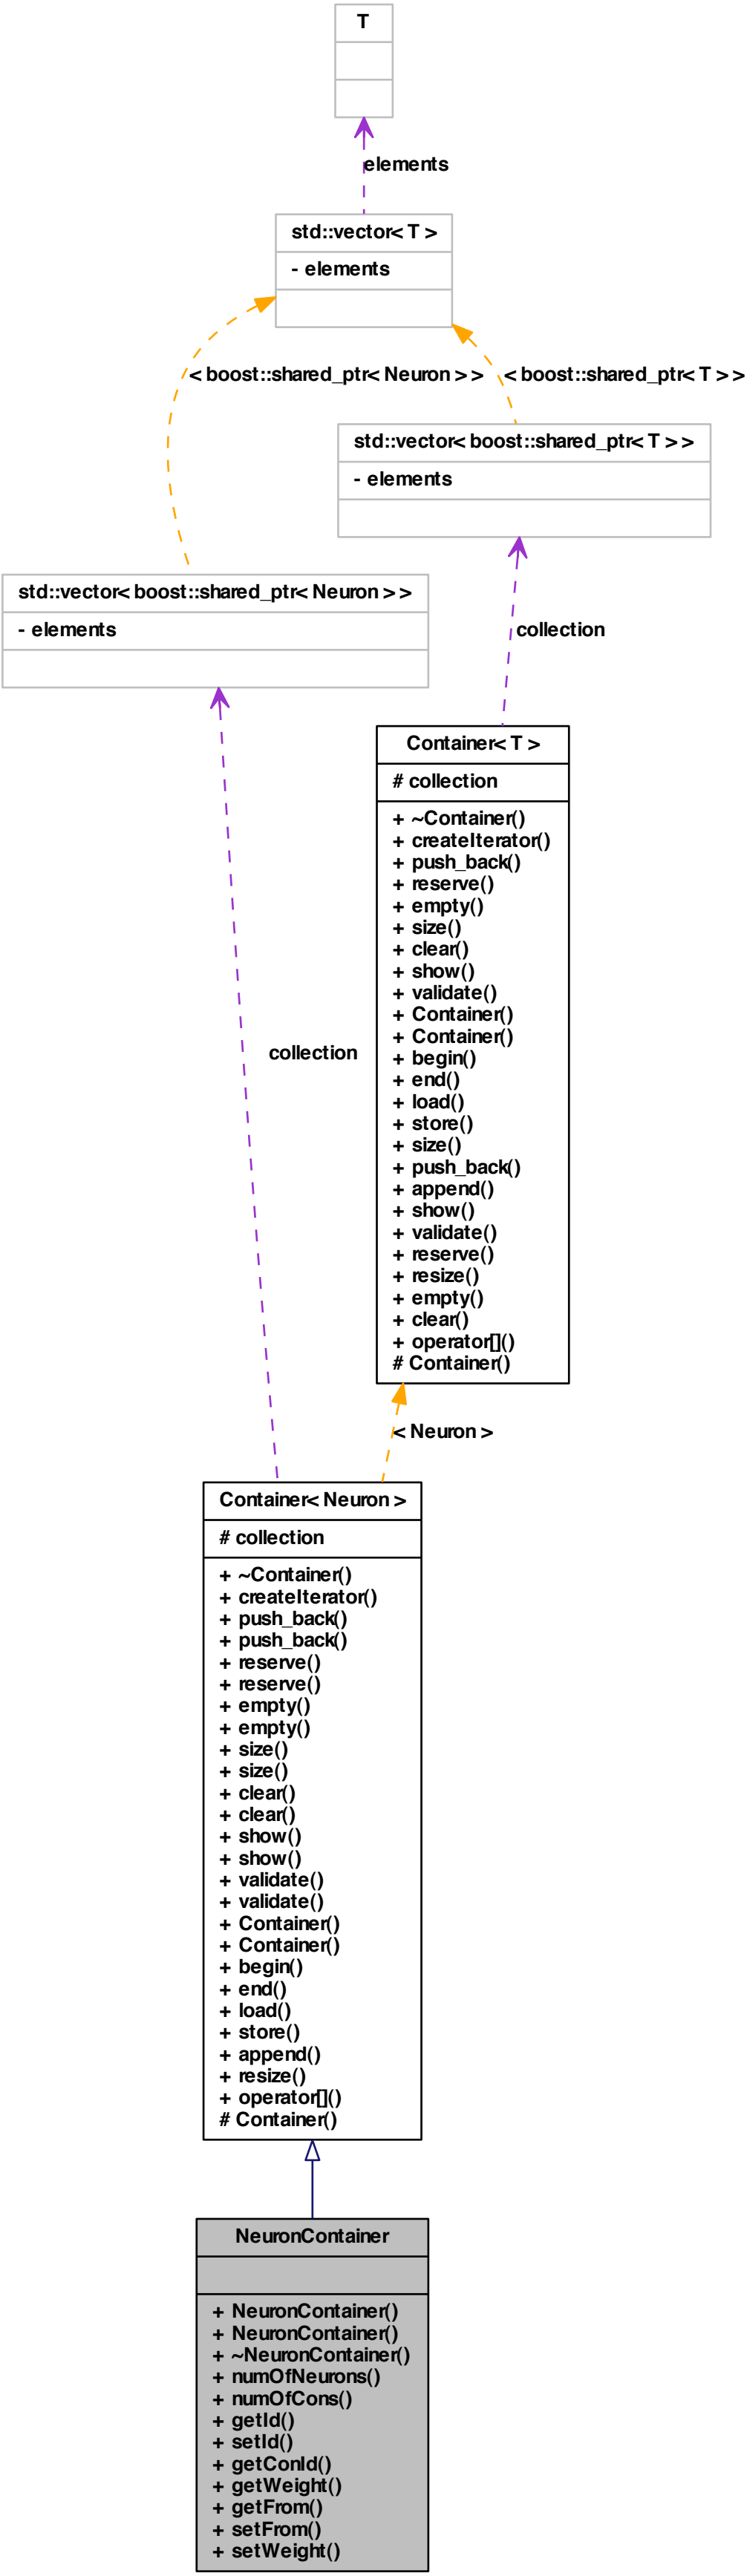 T
elements
std::vector< T >
- elements
< boost::shared_ptr< Neuron > >
< boost::shared_ptr< T > >
std::vector< boost::shared_ptr< T > >
- elements
std::vector< boost::shared_ptr< Neuron > >
- elements
collection
Container< T >
# collection
+ ~Container()
+ createIterator()
+ push_back()
+ reserve()
+ empty()
+ size()
+ clear()
+ show()
+ validate()
+ Container()
+ Container()
+ begin()
+ end()
+ load()
+ store()
+ size()
+ push_back()
+ append()
+ show()
+ validate()
+ reserve()
+ resize()
+ empty()
+ clear()
+ operator[]()
# Container()
collection
< Neuron >
Container< Neuron >
# collection
+ ~Container()
+ createIterator()
+ push_back()
+ push_back()
+ reserve()
+ reserve()
+ empty()
+ empty()
+ size()
+ size()
+ clear()
+ clear()
+ show()
+ show()
+ validate()
+ validate()
+ Container()
+ Container()
+ begin()
+ end()
+ load()
+ store()
+ append()
+ resize()
+ operator[]()
# Container()
NeuronContainer
+ NeuronContainer()
+ NeuronContainer()
+ ~NeuronContainer()
+ numOfNeurons()
+ numOfCons()
+ getId()
+ setId()
+ getConId()
+ getWeight()
+ getFrom()
+ setFrom()
+ setWeight()